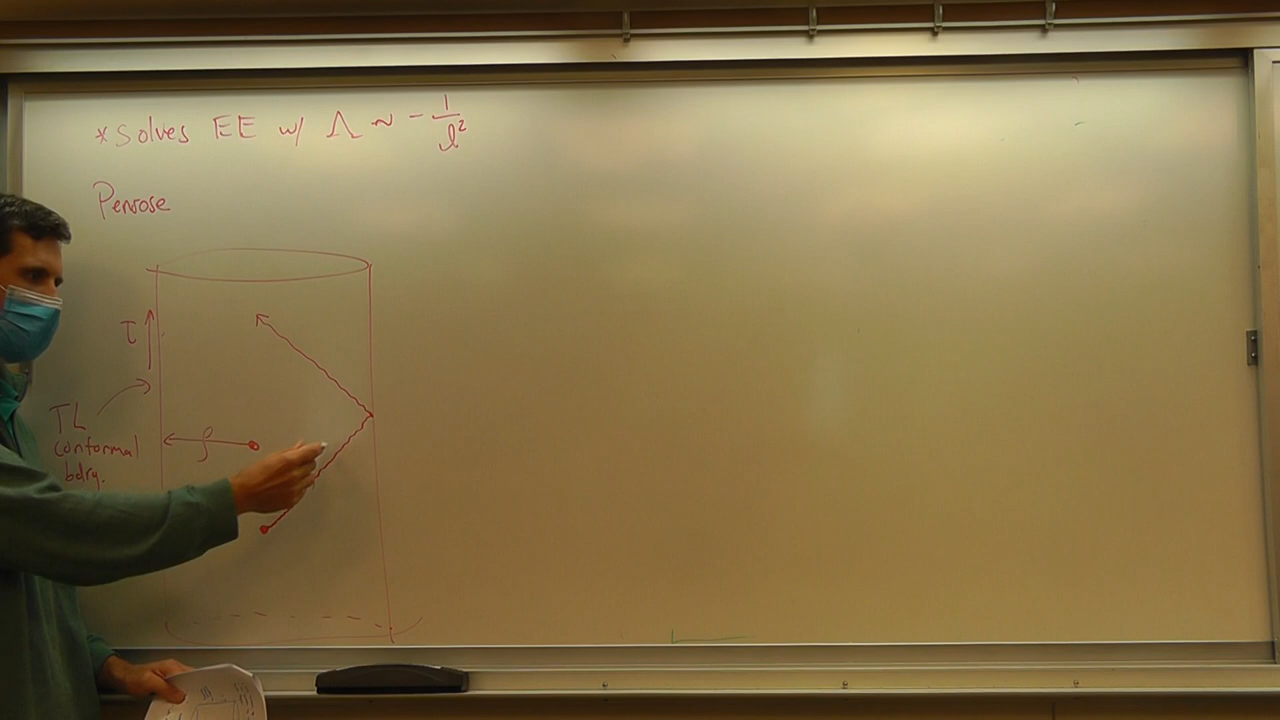 *Solves EE w/ Λ ~ - 1/l²
Penrose
τ
TL
conformal
bdry.
ρ